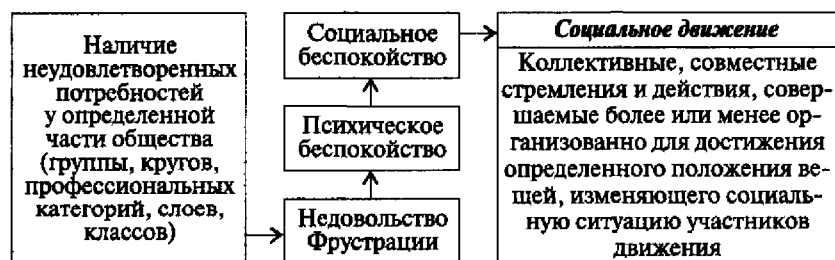 Наличие
неудовлетворенных
потребностей
у определенной
части общества
(группы, кругов,
профессиональных
категорий, слоев,
классов)
Социальное
беспокойство
Психическое
беспокойство
Недовольство
Фрустрации
Социальное движение
Коллективные, совместные
стремления и действия, совер-
шаемые более или менее ор-
ганизованно для достижения
определенного положения ве-
щей, изменяющего социаль-
ную ситуацию участников
движения